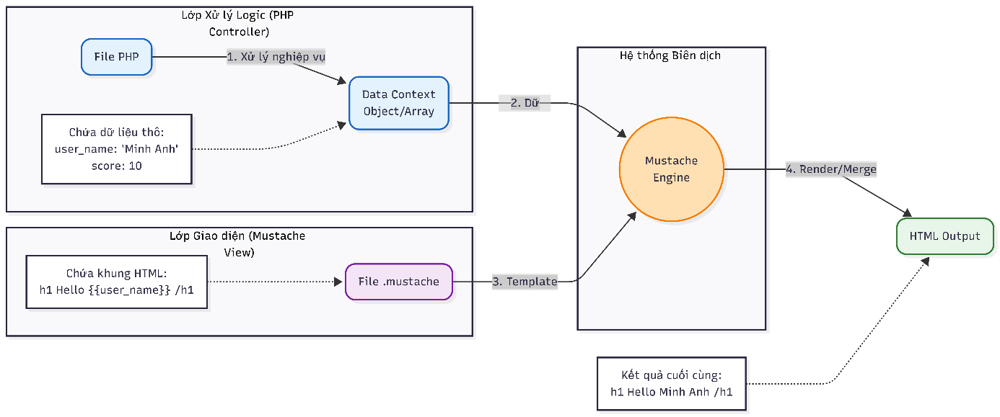 Lớp Xử lý Logic (PHP
Controller)
File PHP
1. Xử lý nghiệp vụ
Data Context
Object/Array
Chứa dữ liệu thô:
user_name: 'Minh Anh'
score: 10
2. Dữ
Hệ thống Biên dịch
Mustache
Engine
4. Render/Merge
HTML Output
Lớp Giao diện (Mustache
View)
Chứa khung HTML:
h1 Hello {{user_name}} /h1
File .mustache
3. Template
Kết quả cuối cùng:
h1 Hello Minh Anh /h1